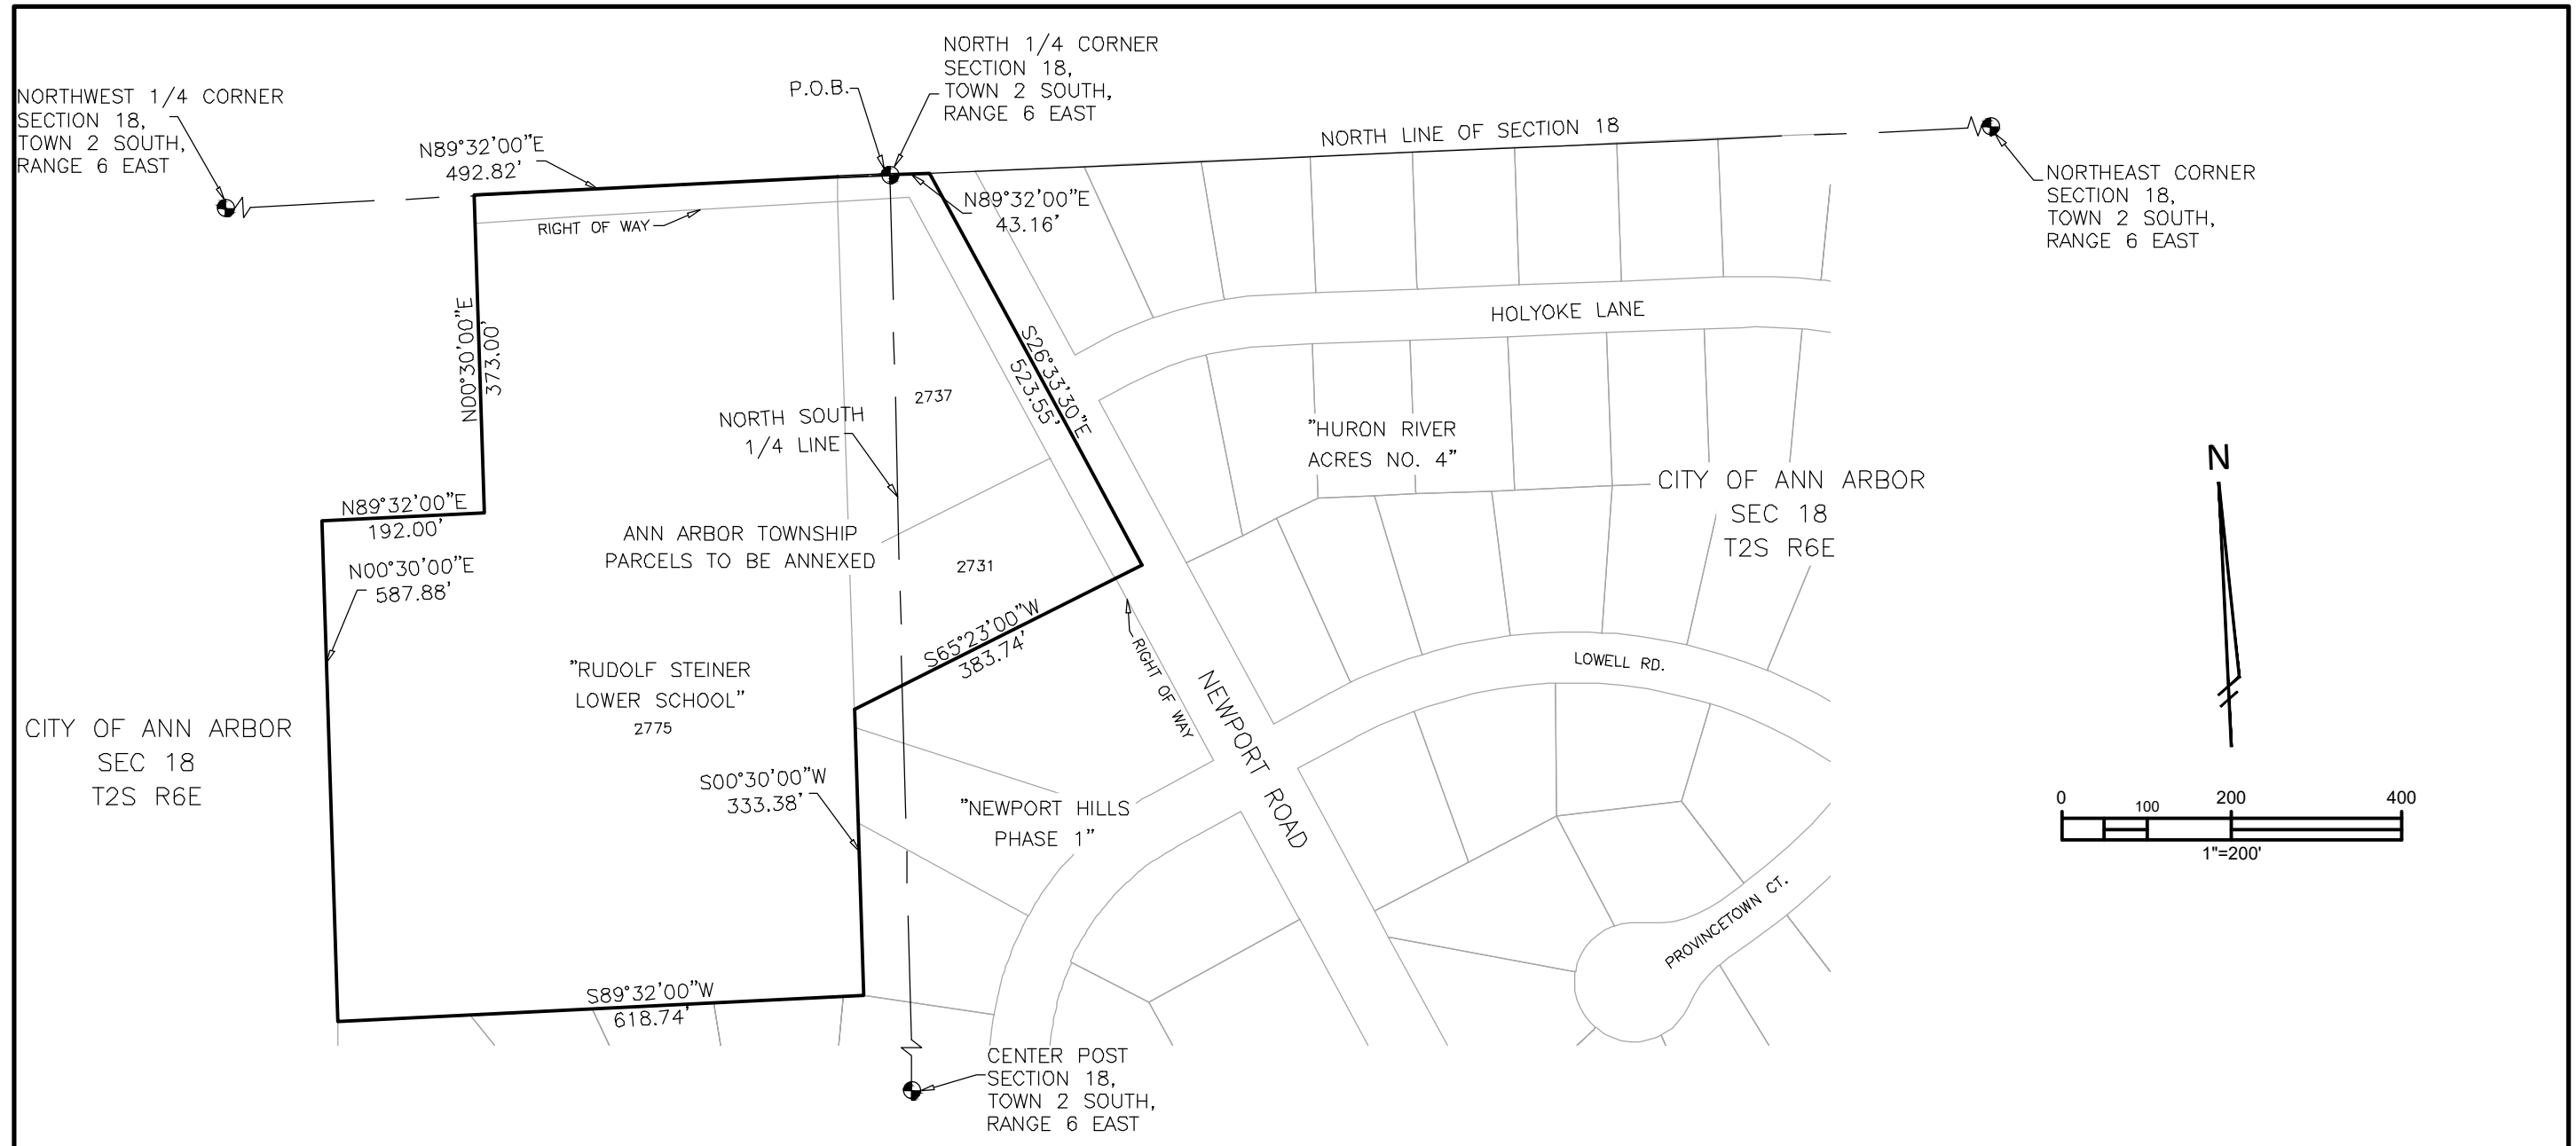 NORTH 1/4 CORNER
SECTION 18,
TOWN 2 SOUTH,
RANGE 6 EAST
P.O.B.
NORTHWEST 1/4 CORNER
SECTION 18,
TOWN 2 SOUTH,
RANGE 6 EAST
N89°32'00"E
492.82'
NORTH LINE OF SECTION 18
NORTHEAST CORNER
SECTION 18,
TOWN 2 SOUTH,
RANGE 6 EAST
N89°32'00"E
43.16'
RIGHT OF WAY
N00°30'00"E
373.00'
S26°33'30"E
523.55'
HOLYOKE LANE
2737
NORTH SOUTH
1/4 LINE
"HURON RIVER
ACRES NO. 4"
CITY OF ANN ARBOR
SEC 18
T2S R6E
N
N89°32'00"E
192.00'
ANN ARBOR TOWNSHIP
PARCELS TO BE ANNEXED
N00°30'00"E
587.88'
2731
S65°23'00"W
383.74'
RIGHT OF WAY
LOWELL RD.
"RUDOLF STEINER
LOWER SCHOOL"
2775
NEWPORT ROAD
CITY OF ANN ARBOR
SEC 18
T2S R6E
S00°30'00"W
333.38'
"NEWPORT HILLS
PHASE 1"
0 100 200 400
1"=200'
PROVINCETOWN CT.
S89°32'00"W
618.74'
CENTER POST
SECTION 18,
TOWN 2 SOUTH,
RANGE 6 EAST